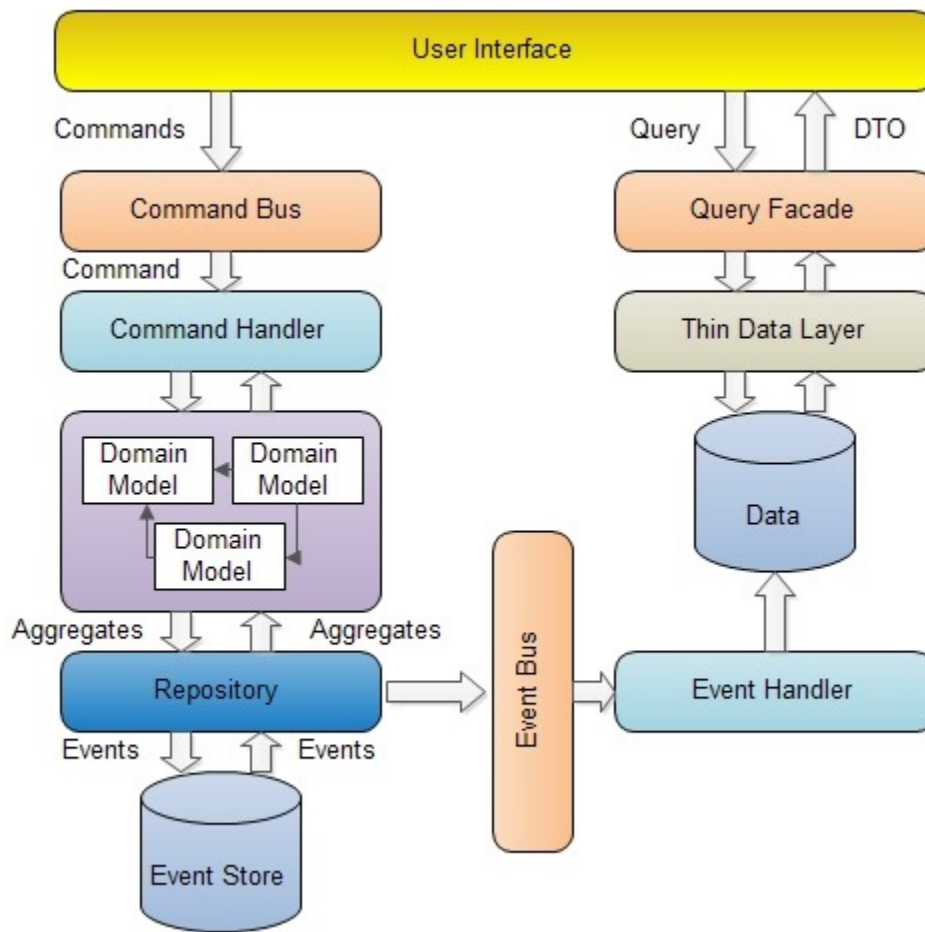 User Interface
Commands
Query
DTO
Command Bus
Query Facade
Command
Command Handler
Thin Data Layer
Domain
Model
Domain
Model
Domain
Model
Data
Aggregates
Aggregates
Repository
Event Bus
Event Handler
Events
Events
Event Store